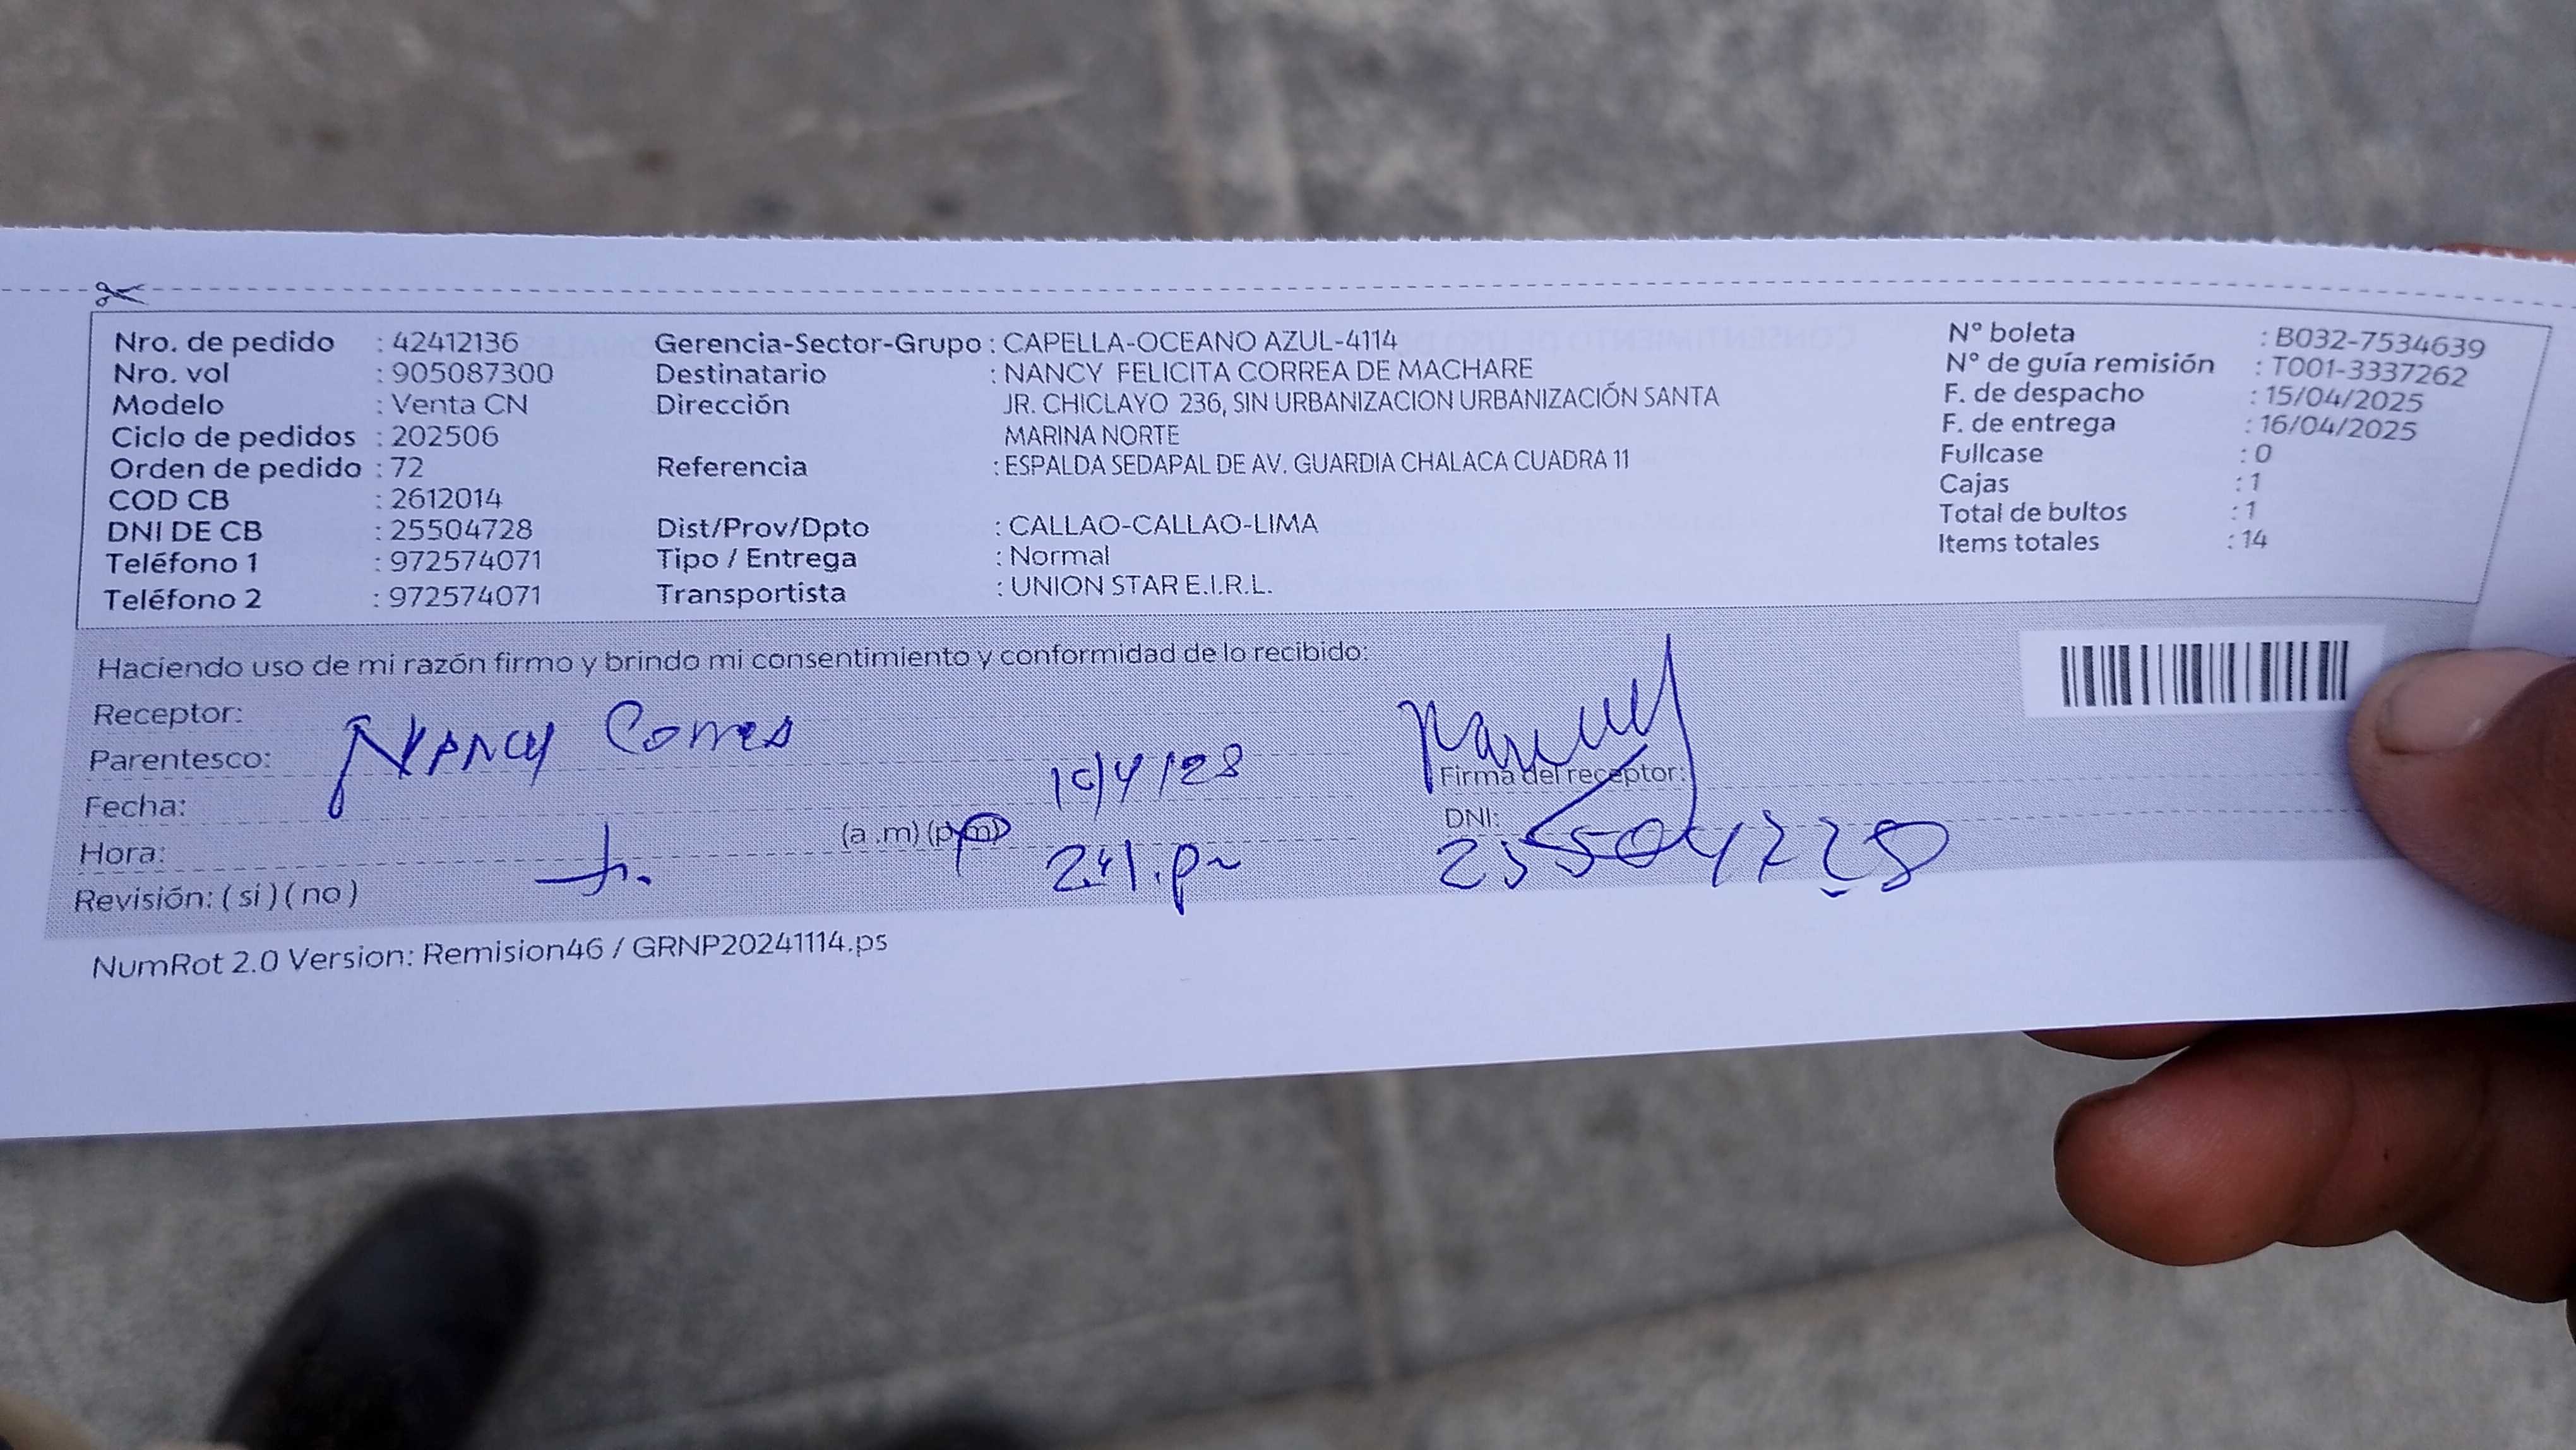 Nro. de pedido : 42412136 Gerencia-Sector-Grupo : CAPELLA-OCEANO AZUL-4114 N° boleta : B032-7534639
Nro. vol : 905087300 Destinatario : NANCY FELICITA CORREA DE MACHARE N° de guía remisión : T001-3337262
Modelo : Venta CN Dirección JR. CHICLAYO 236, SIN URBANIZACION URBANIZACIÓN SANTA F. de despacho : 15/04/2025
Ciclo de pedidos : 202506 MARINA NORTE F. de entrega : 16/04/2025
Orden de pedido : 72 Referencia : ESPALDA SEDAPAL DE AV. GUARDIA CHALACA CUADRA 11 Fullcase : 0
COD CB : 2612014 Cajas : 1
DNI DE CB : 25504728 Dist/Prov/Dpto : CALLAO-CALLAO-LIMA Total de bultos : 1
Teléfono 1 : 972574071 Tipo / Entrega : Normal Items totales : 14
Teléfono 2 : 972574071 Transportista : UNION STAR E.I.R.L.
Haciendo uso de mi razón firmo y brindo mi consentimiento y conformidad de lo recibido:
Receptor: Nancy
Parentesco: Firma del receptor:
Fecha: DNI: 25504728
Hora: (a .m) (p.m)
Revisión: ( si ) ( no )
NumRot 2.0 Version: Remision46 / GRNP20241114.ps